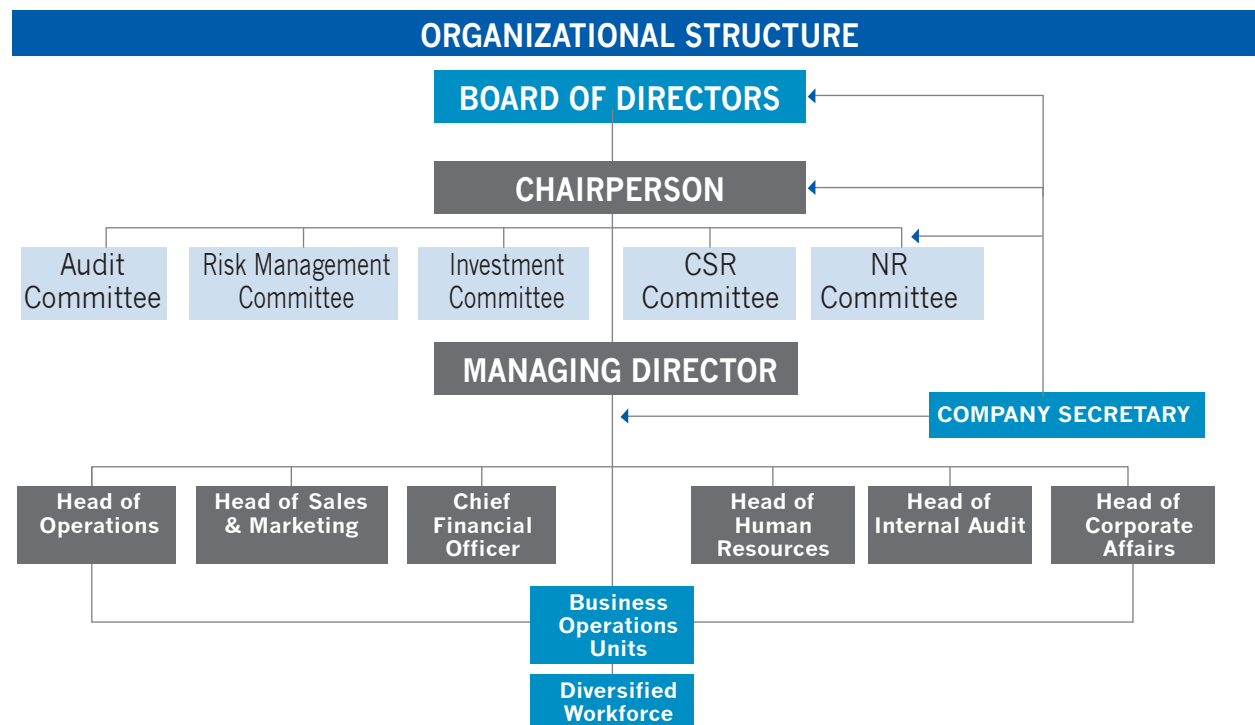 ORGANIZATIONAL STRUCTURE
BOARD OF DIRECTORS
CHAIRPERSON
Audit
Committee
Risk Management
Committee
Investment
Committee
CSR
Committee
NR
Committee
MANAGING DIRECTOR
COMPANY SECRETARY
Head of
Operations
Head of Sales
& Marketing
Chief
Financial
Officer
Head of
Human
Resources
Head of
Internal Audit
Head of
Corporate
Affairs
Business
Operations
Units
Diversified
Workforce